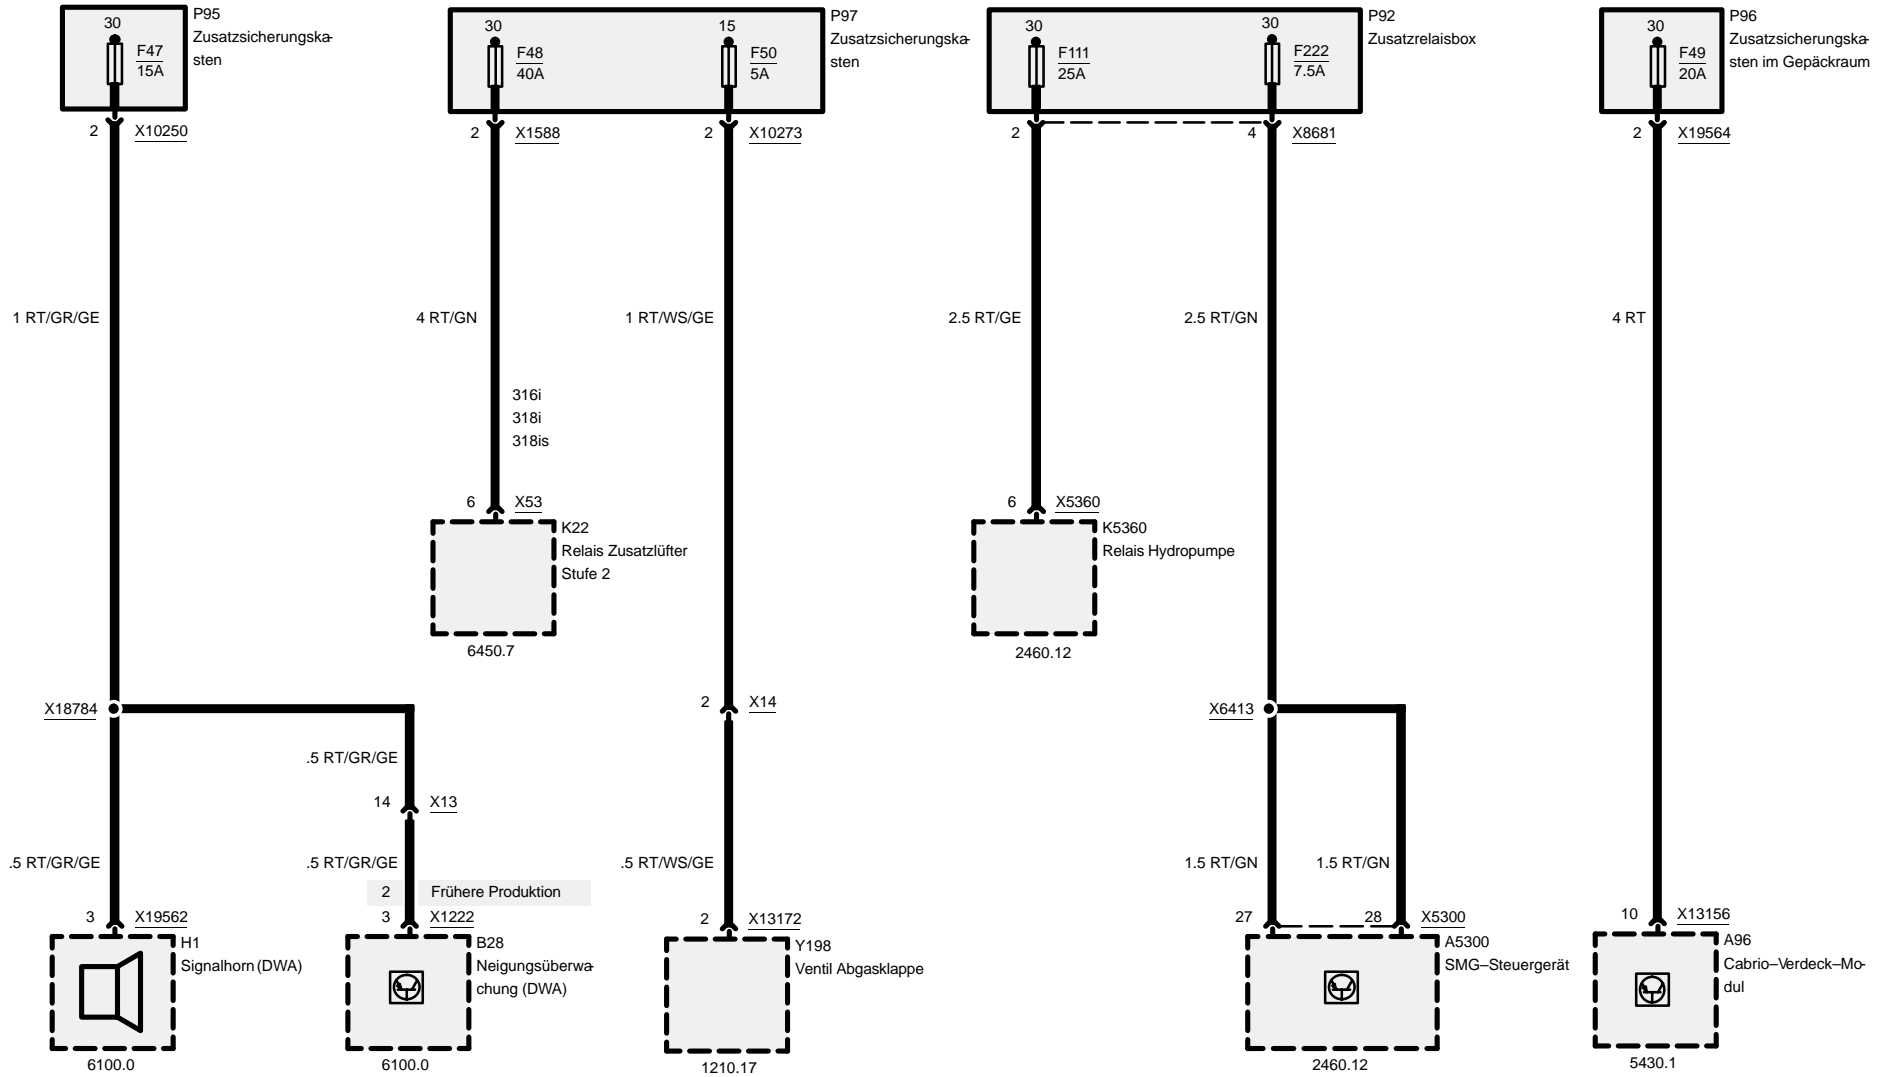 P95
Zusatzsicherungska-
sten
30
F47
15A
2 X10250
P97
Zusatzsicherungska-
sten
30
F48
40A
2 X1588
15
F50
5A
2 X10273
P92
Zusatzrelaisbox
30
F111
25A
2
30
F222
7.5A
4 X8681
P96
Zusatzsicherungska-
sten im Gepäckraum
30
F49
20A
2 X19564
1 RT/GR/GE
4 RT/GN
1 RT/WS/GE
2.5 RT/GE
2.5 RT/GN
4 RT
316i
318i
318is
6 X53
K22
Relais Zusatzlüfter
Stufe 2
6450.7
6 X5360
K5360
Relais Hydropumpe
2460.12
X18784
2 X14
X6413
.5 RT/GR/GE
14 X13
.5 RT/GR/GE
.5 RT/GR/GE
.5 RT/WS/GE
1.5 RT/GN
1.5 RT/GN
2 Frühere Produktion
3 X19562
H1
Signalhorn (DWA)
6100.0
3 X1222
B28
Neigungsüberwa-
chung (DWA)
6100.0
2 X13172
Y198
Ventil Abgasklappe
1210.17
27
28 X5300
A5300
SMG–Steuergerät
2460.12
10 X13156
A96
Cabrio–Verdeck–Mo-
dul
5430.1